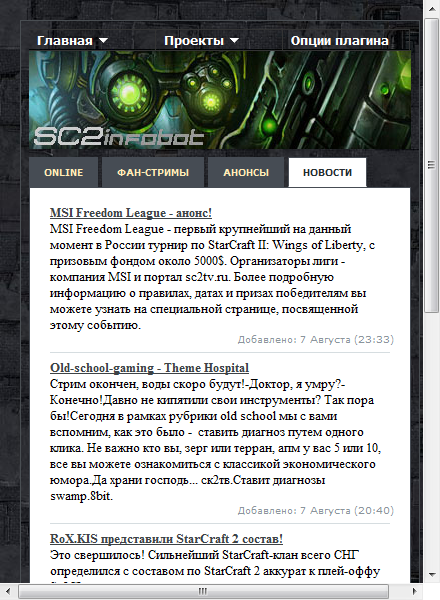 Главная Проекты Опции плагина
SC2infobot
ONLINE ФАН-СТРИМЫ АНОНСЫ НОВОСТИ
MSI Freedom League - анонс!
MSI Freedom League - первый крупнейший на данный
момент в России турнир по StarCraft II: Wings of Liberty, с
призовым фондом около 5000$. Организаторы лиги -
компания MSI и портал sc2tv.ru. Более подробную
информацию о правилах, датах и призах победителям вы
можете узнать на специальной странице, посвященной
этому событию.
Добавлено: 7 Августа (23:33)
Old-school-gaming - Theme Hospital
Стрим окончен, воды скоро будут!-Доктор, я умру?-
Конечно!Давно не кипятили свои инструменты? Так пора
бы!Сегодня в рамках рубрики old school мы с вами
вспомним, как это было - ставить диагноз путем одного
клика. Не важно кто вы, зерг или терран, апм у вас 5 или 10,
все вы можете ознакомиться с классикой экономического
юмора.Да храни господь... ск2тв.Ставит диагнозы
swamp.8bit.
Добавлено: 7 Августа (20:40)
RoX.KIS представили StarCraft 2 состав!
Это свершилось! Сильнейший StarCraft-клан всего СНГ
определился с составом по StarCraft 2 аккурат к плей-оффу